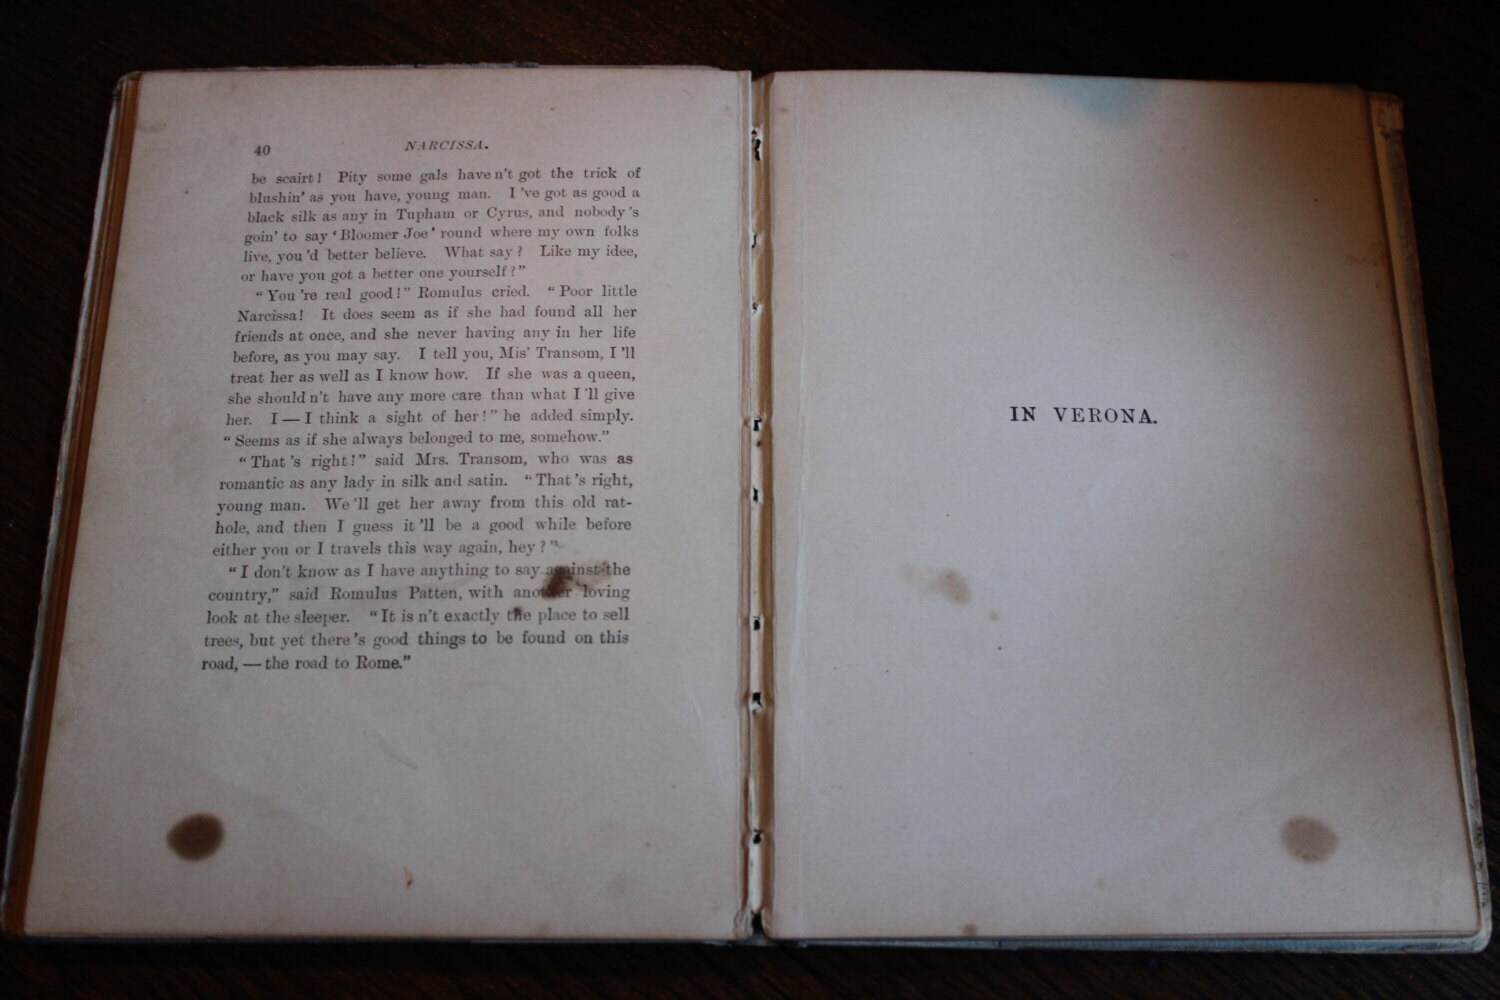 40
NARCISSA.
be scairt! Pity some gals haven't got the trick of
blushin' as you have, young man. I 've got as good a
black silk as any in Tupham or Cyrus, and nobody 's
goin' to say ‘Bloomer Joe’ round where my own folks
live, you 'd better believe. What say? Like my idee,
or have you got a better one yourself?”
“You 're real good!” Romulus cried. “Poor little
Narcissa! It does seem as if she had found all her
friends at once, and she never having any in her life
before, as you may say. I tell you, Mis' Transom, I 'll
treat her as well as I know how. If she was a queen,
she should n't have any more care than what I 'll give
her. I — I think a sight of her!” he added simply.
“Seems as if she always belonged to me, somehow.”
“That 's right!” said Mrs. Transom, who was as
romantic as any lady in silk and satin. “That 's right,
young man. We 'll get her away from this old rat-
hole, and then I guess it 'll be a good while before
either you or I travels this way again, hey?”
“I don't know as I have anything to say against the
country,” said Romulus Patten, with another loving
look at the sleeper. “It is n't exactly the place to sell
trees, but yet there 's good things to be found on this
road, — the road to Rome.”
IN VERONA.